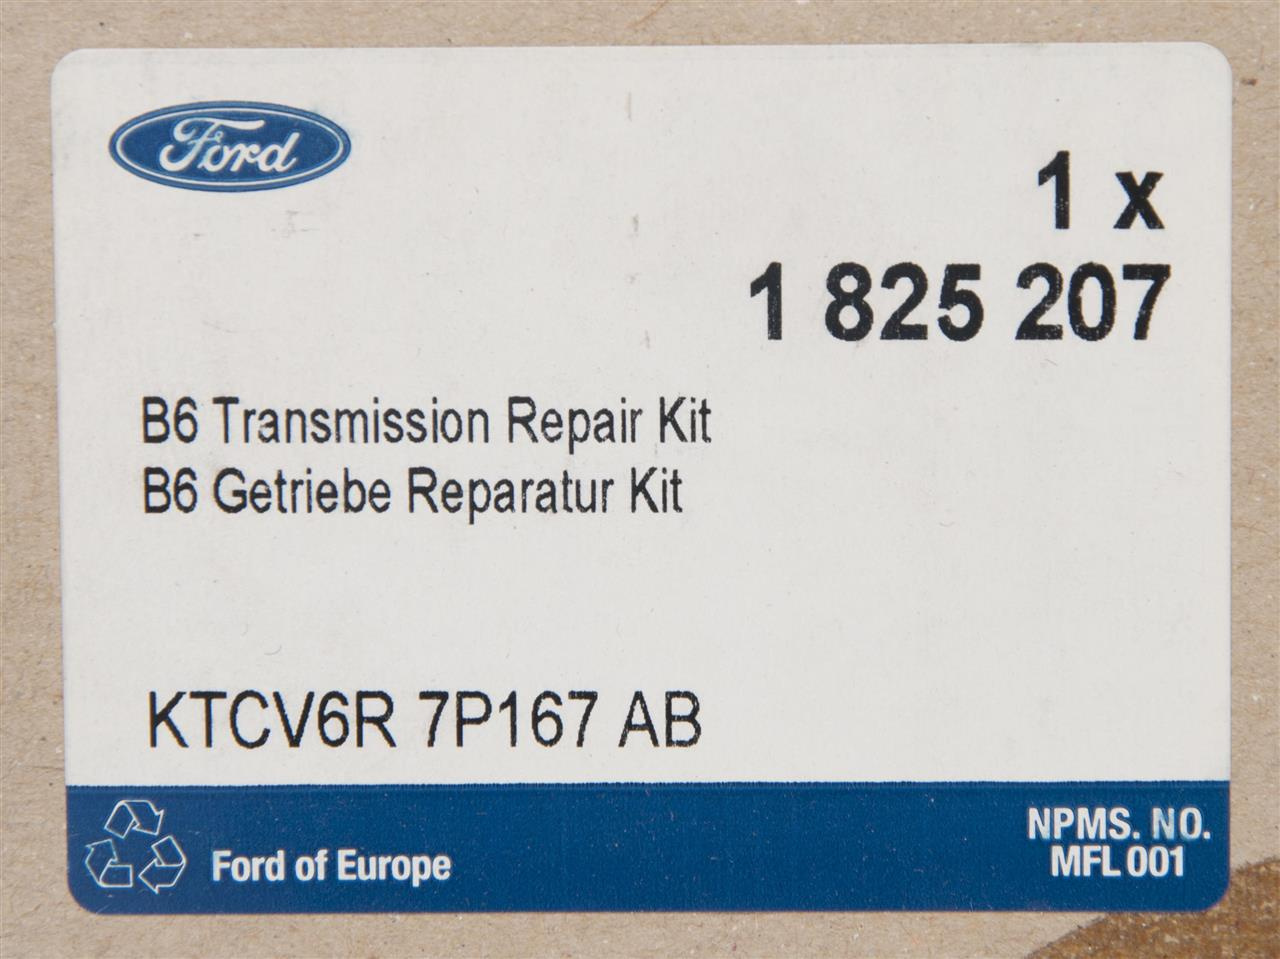 Ford
1 x
1 825 207
B6 Transmission Repair Kit
B6 Getriebe Reparatur Kit
KTCV6R 7P167 AB
Ford of Europe
NPMS. NO.
MFL 001